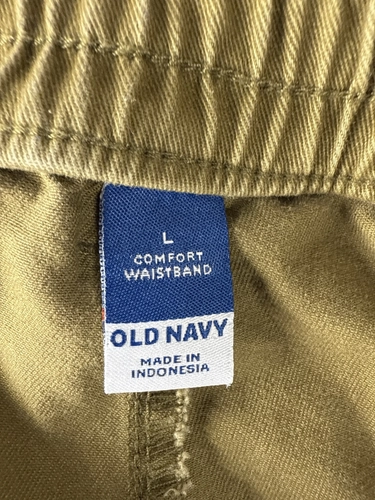 L
COMFORT
WAISTBAND
OLD NAVY
MADE IN
INDONESIA